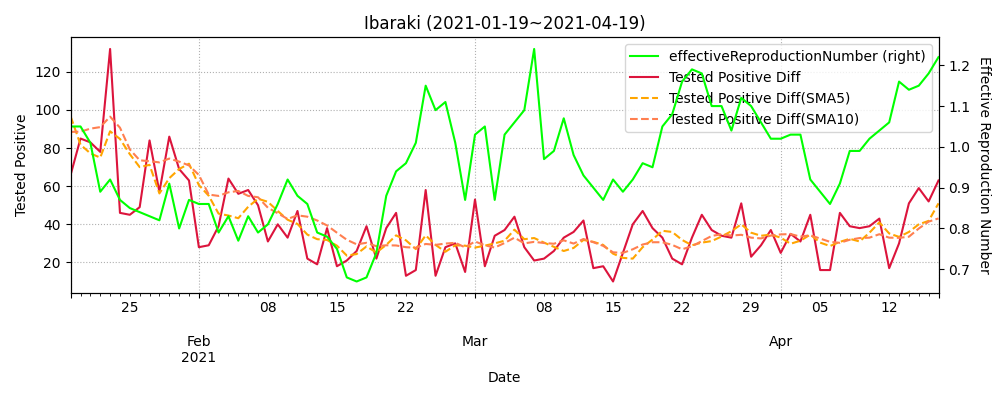 Ibaraki (2021-01-19~2021-04-19)
effectiveReproductionNumber (right)
Tested Positive Diff
Tested Positive Diff(SMA5)
Tested Positive Diff(SMA10)
Tested Positive
120
100
80
60
40
20
1.2
1.1
1.0
0.9
0.8
0.7
Effective Reproduction Number
25 08 15 22 08 15 22 29 05 12
Feb Mar Apr
2021
Date